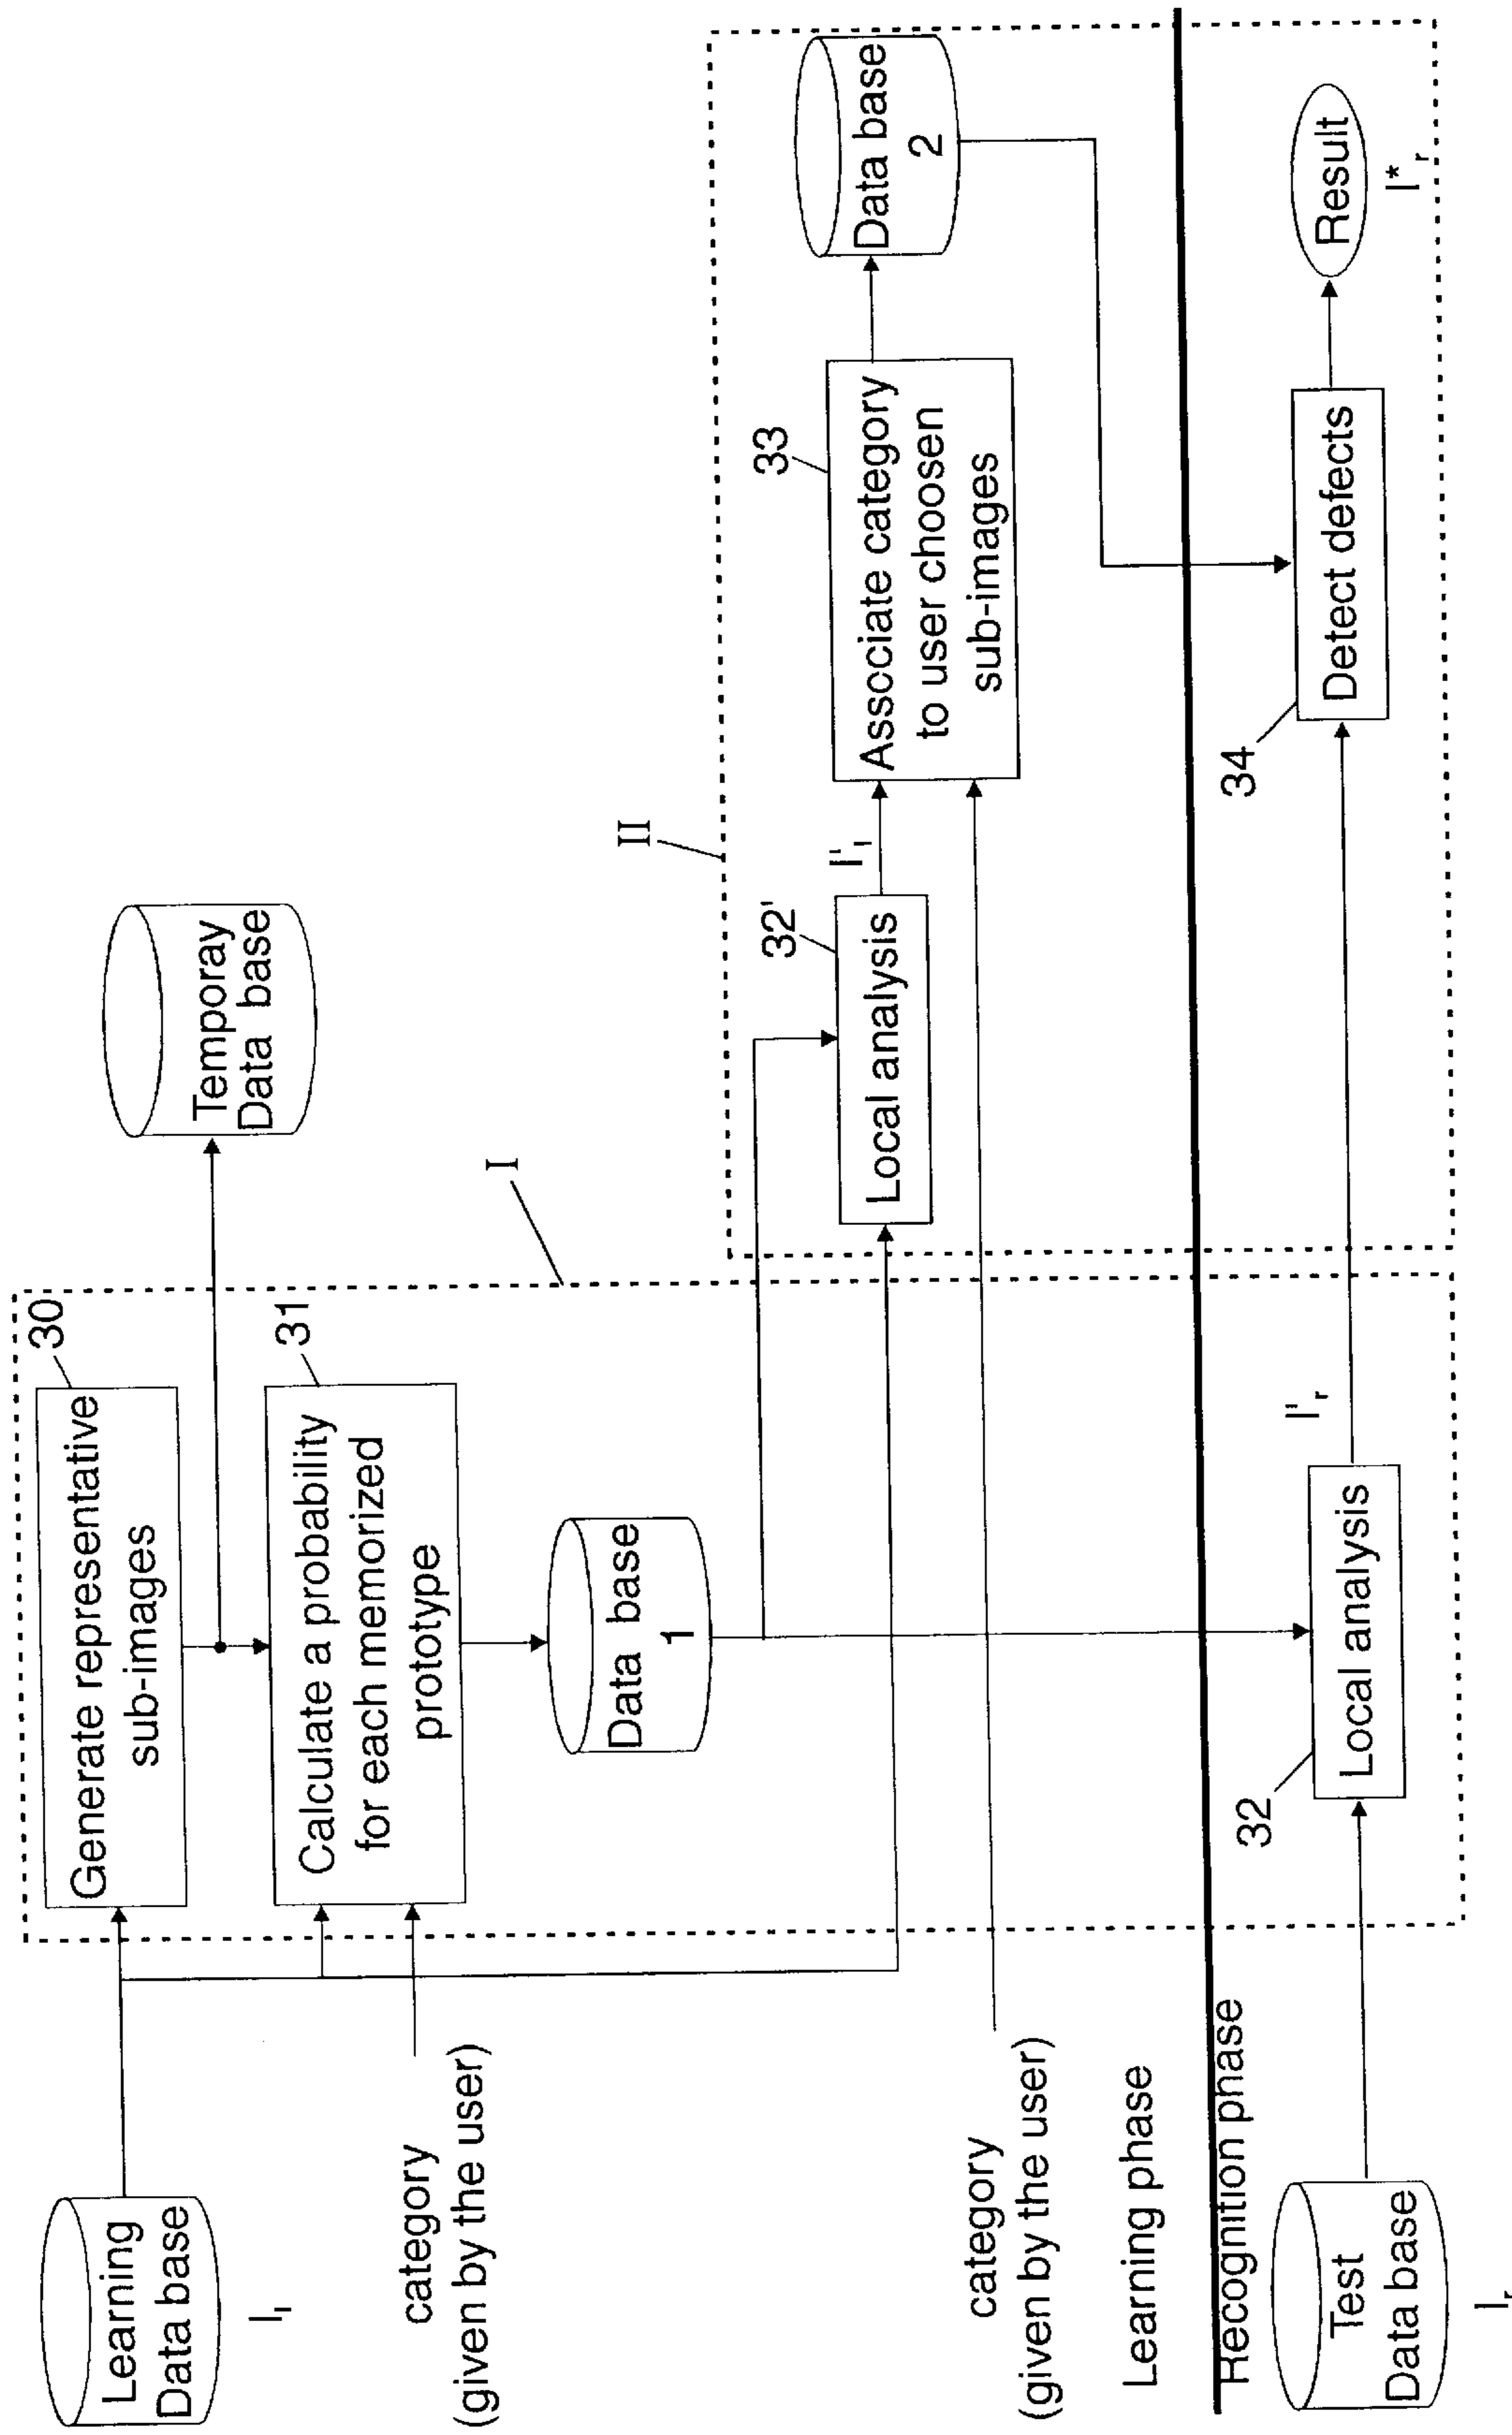 Learning
Data base
I_l
category
(given by the user)
30
Generate representative
sub-images
31
Calculate a probability
for each memorized
prototype
Data base
1
Temporay
Data base
I
II
32'
Local analysis
I'_l
33
Asscciate category
to user choosen
sub-images
Data base
2
category
(given by the user)
Learning phase
Recognition phase
Test
Data base
I_r
32
Local analysis
I'_r
34
Detect defects
Result
I*_r